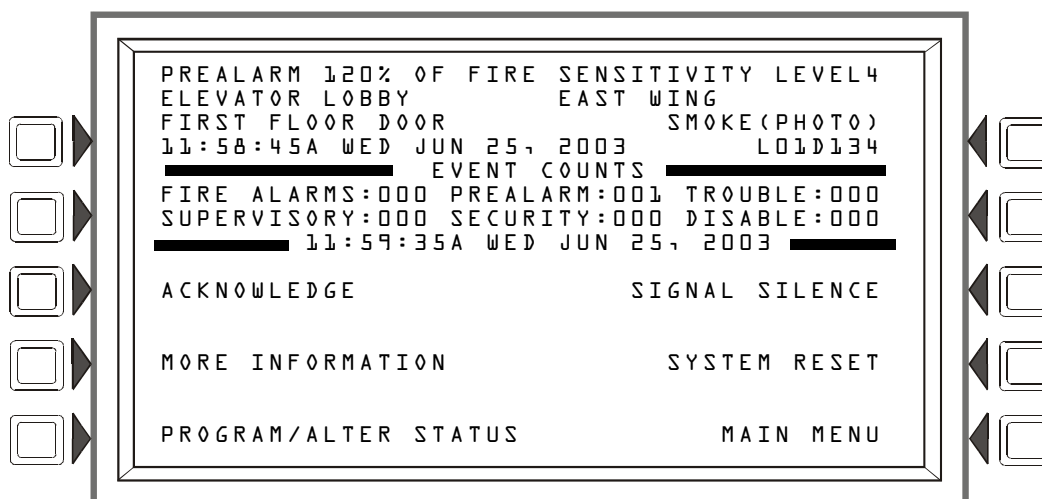 PREALARM 120% OF FIRE SENSITIVITY LEVEL4
ELEVATOR LOBBY EAST WING
FIRST FLOOR DOOR SMOKE(PHOTO)
11:58:45A WED JUN 25, 2003 L01D134
EVENT COUNTS
FIRE ALARMS:000 PREALARM:001 TROUBLE:000
SUPERVISORY:000 SECURITY:000 DISABLE:000
11:59:35A WED JUN 25, 2003
ACKNOWLEDGE SIGNAL SILENCE
MORE INFORMATION SYSTEM RESET
PROGRAM/ALTER STATUS MAIN MENU